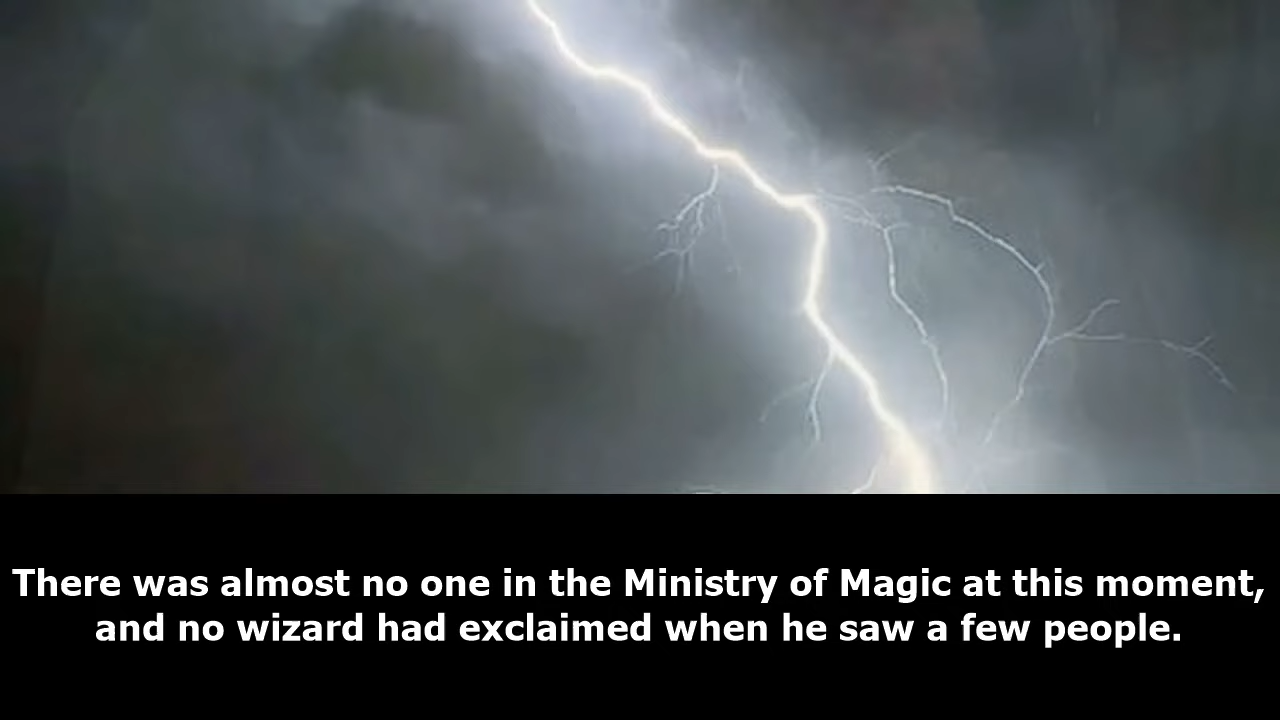 There was almost no one in the Ministry of Magic at this moment,
and no wizard had exclaimed when he saw a few people.